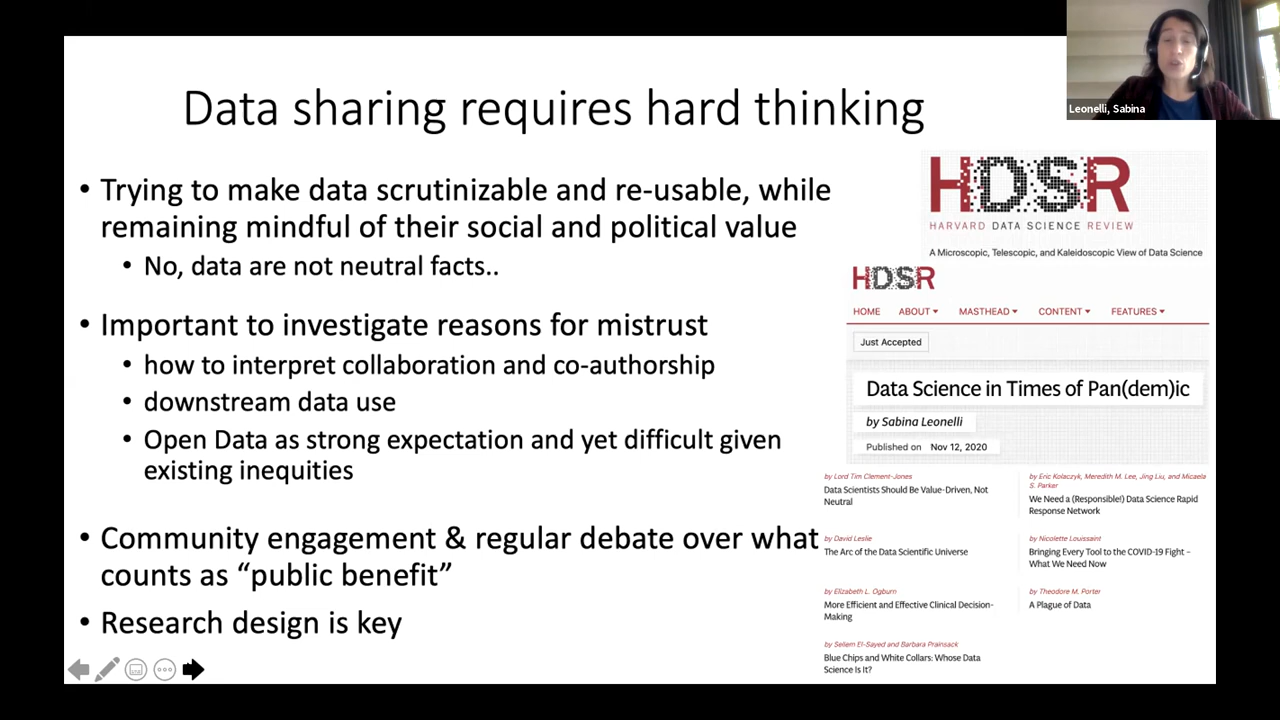 Leonelli, Sabina
Data sharing requires hard thinking
• Trying to make data scrutinizable and re-usable, while
remaining mindful of their social and political value
• No, data are not neutral facts..
• Important to investigate reasons for mistrust
• how to interpret collaboration and co-authorship
• downstream data use
• Open Data as strong expectation and yet difficult given
existing inequities
• Community engagement & regular debate over what
counts as “public benefit”
• Research design is key
HDSR
HARVARD DATA SCIENCE REVIEW
A Microscopic, Telescopic, and Kaleidoscopic View of Data Science
HDSR
HOME ABOUT MASTHEAD CONTENT FEATURES
Just Accepted
Data Science in Times of Pan(dem)ic
by Sabina Leonelli
Published on Nov 12, 2020
by Lord Tim Clement-Jones
Data Scientists Should Be Value-Driven, Not
Neutral
by David Leslie
The Arc of the Data Scientific Universe
by Elizabeth L. Ogburn
More Efficient and Effective Clinical Decision-
Making
by Seliem El-Sayed and Barbara Prainsack
Blue Chips and White Collars: Whose Data
Science Is It?
by Eric Kolaczyk, Meredith M. Lee, Jing Liu, and Micaela
S. Parker
We Need a (Responsible!) Data Science Rapid
Response Network
by Nicolette Louissaint
Bringing Every Tool to the COVID-19 Fight –
What We Need Now
by Theodore M. Porter
A Plague of Data